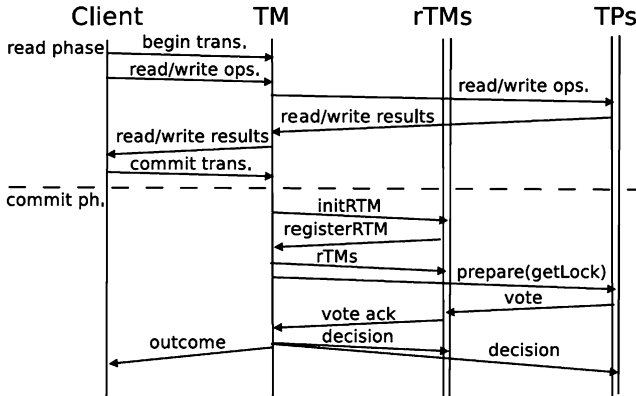 Client TM rTMs TPs
read phase
begin trans.
read/write ops.
read/write ops.
read/write results
read/write results
commit trans.
commit ph.
initRTM
registerRTM
rTMs
prepare(getLock)
vote
vote ack
decision
outcome
decision